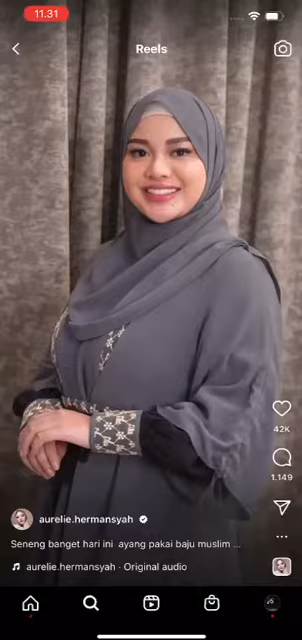 11.31
Reels
42K
1.149
aurelie.hermansyah
Seneng banget hari ini ayang pakai baju muslim ...
aurelie.hermansyah · Original audio